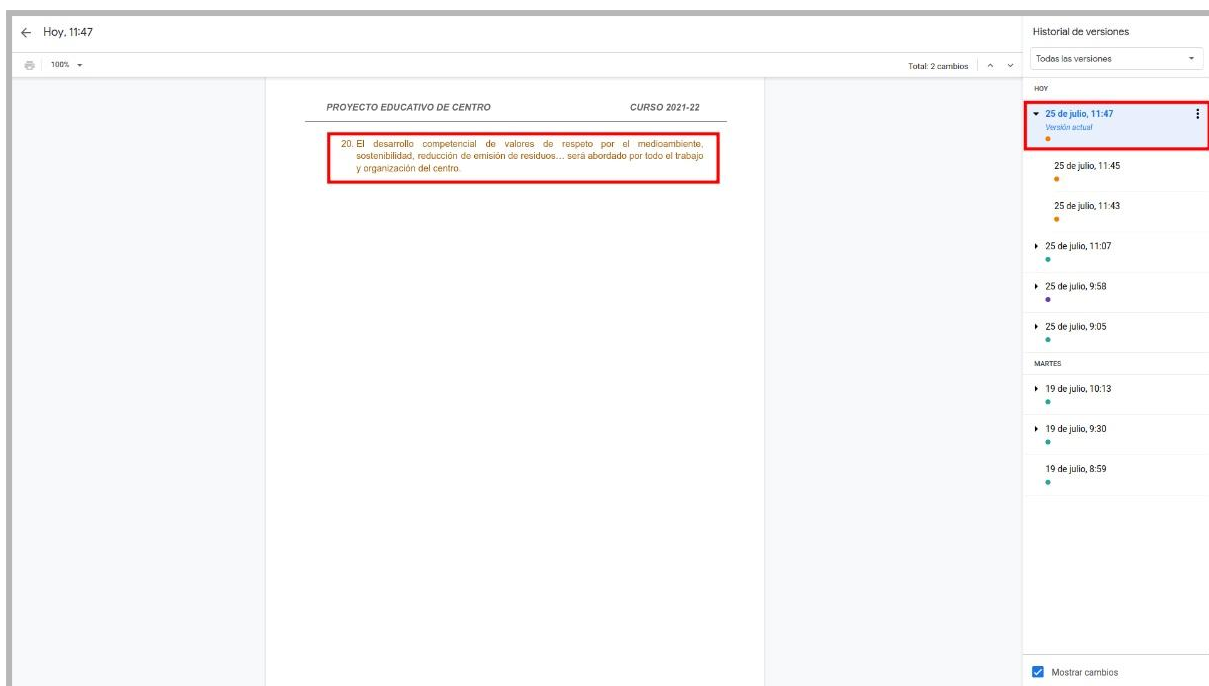 Hoy, 11:47
100%
Total: 2 cambios
PROYECTO EDUCATIVO DE CENTRO CURSO 2021-22
20. El desarrollo competencial de valores de respeto por el medioambiente,
sostenibilidad, reducción de emisión de residuos... será abordado por todo el trabajo
y organización del centro.
Historial de versiones
Todas las versiones
HOY
25 de julio, 11:47
Versión actual
25 de julio, 11:45
25 de julio, 11:43
25 de julio, 11:07
25 de julio, 9:58
25 de julio, 9:05
MARTES
19 de julio, 10:13
19 de julio, 9:30
19 de julio, 8:59
Mostrar cambios